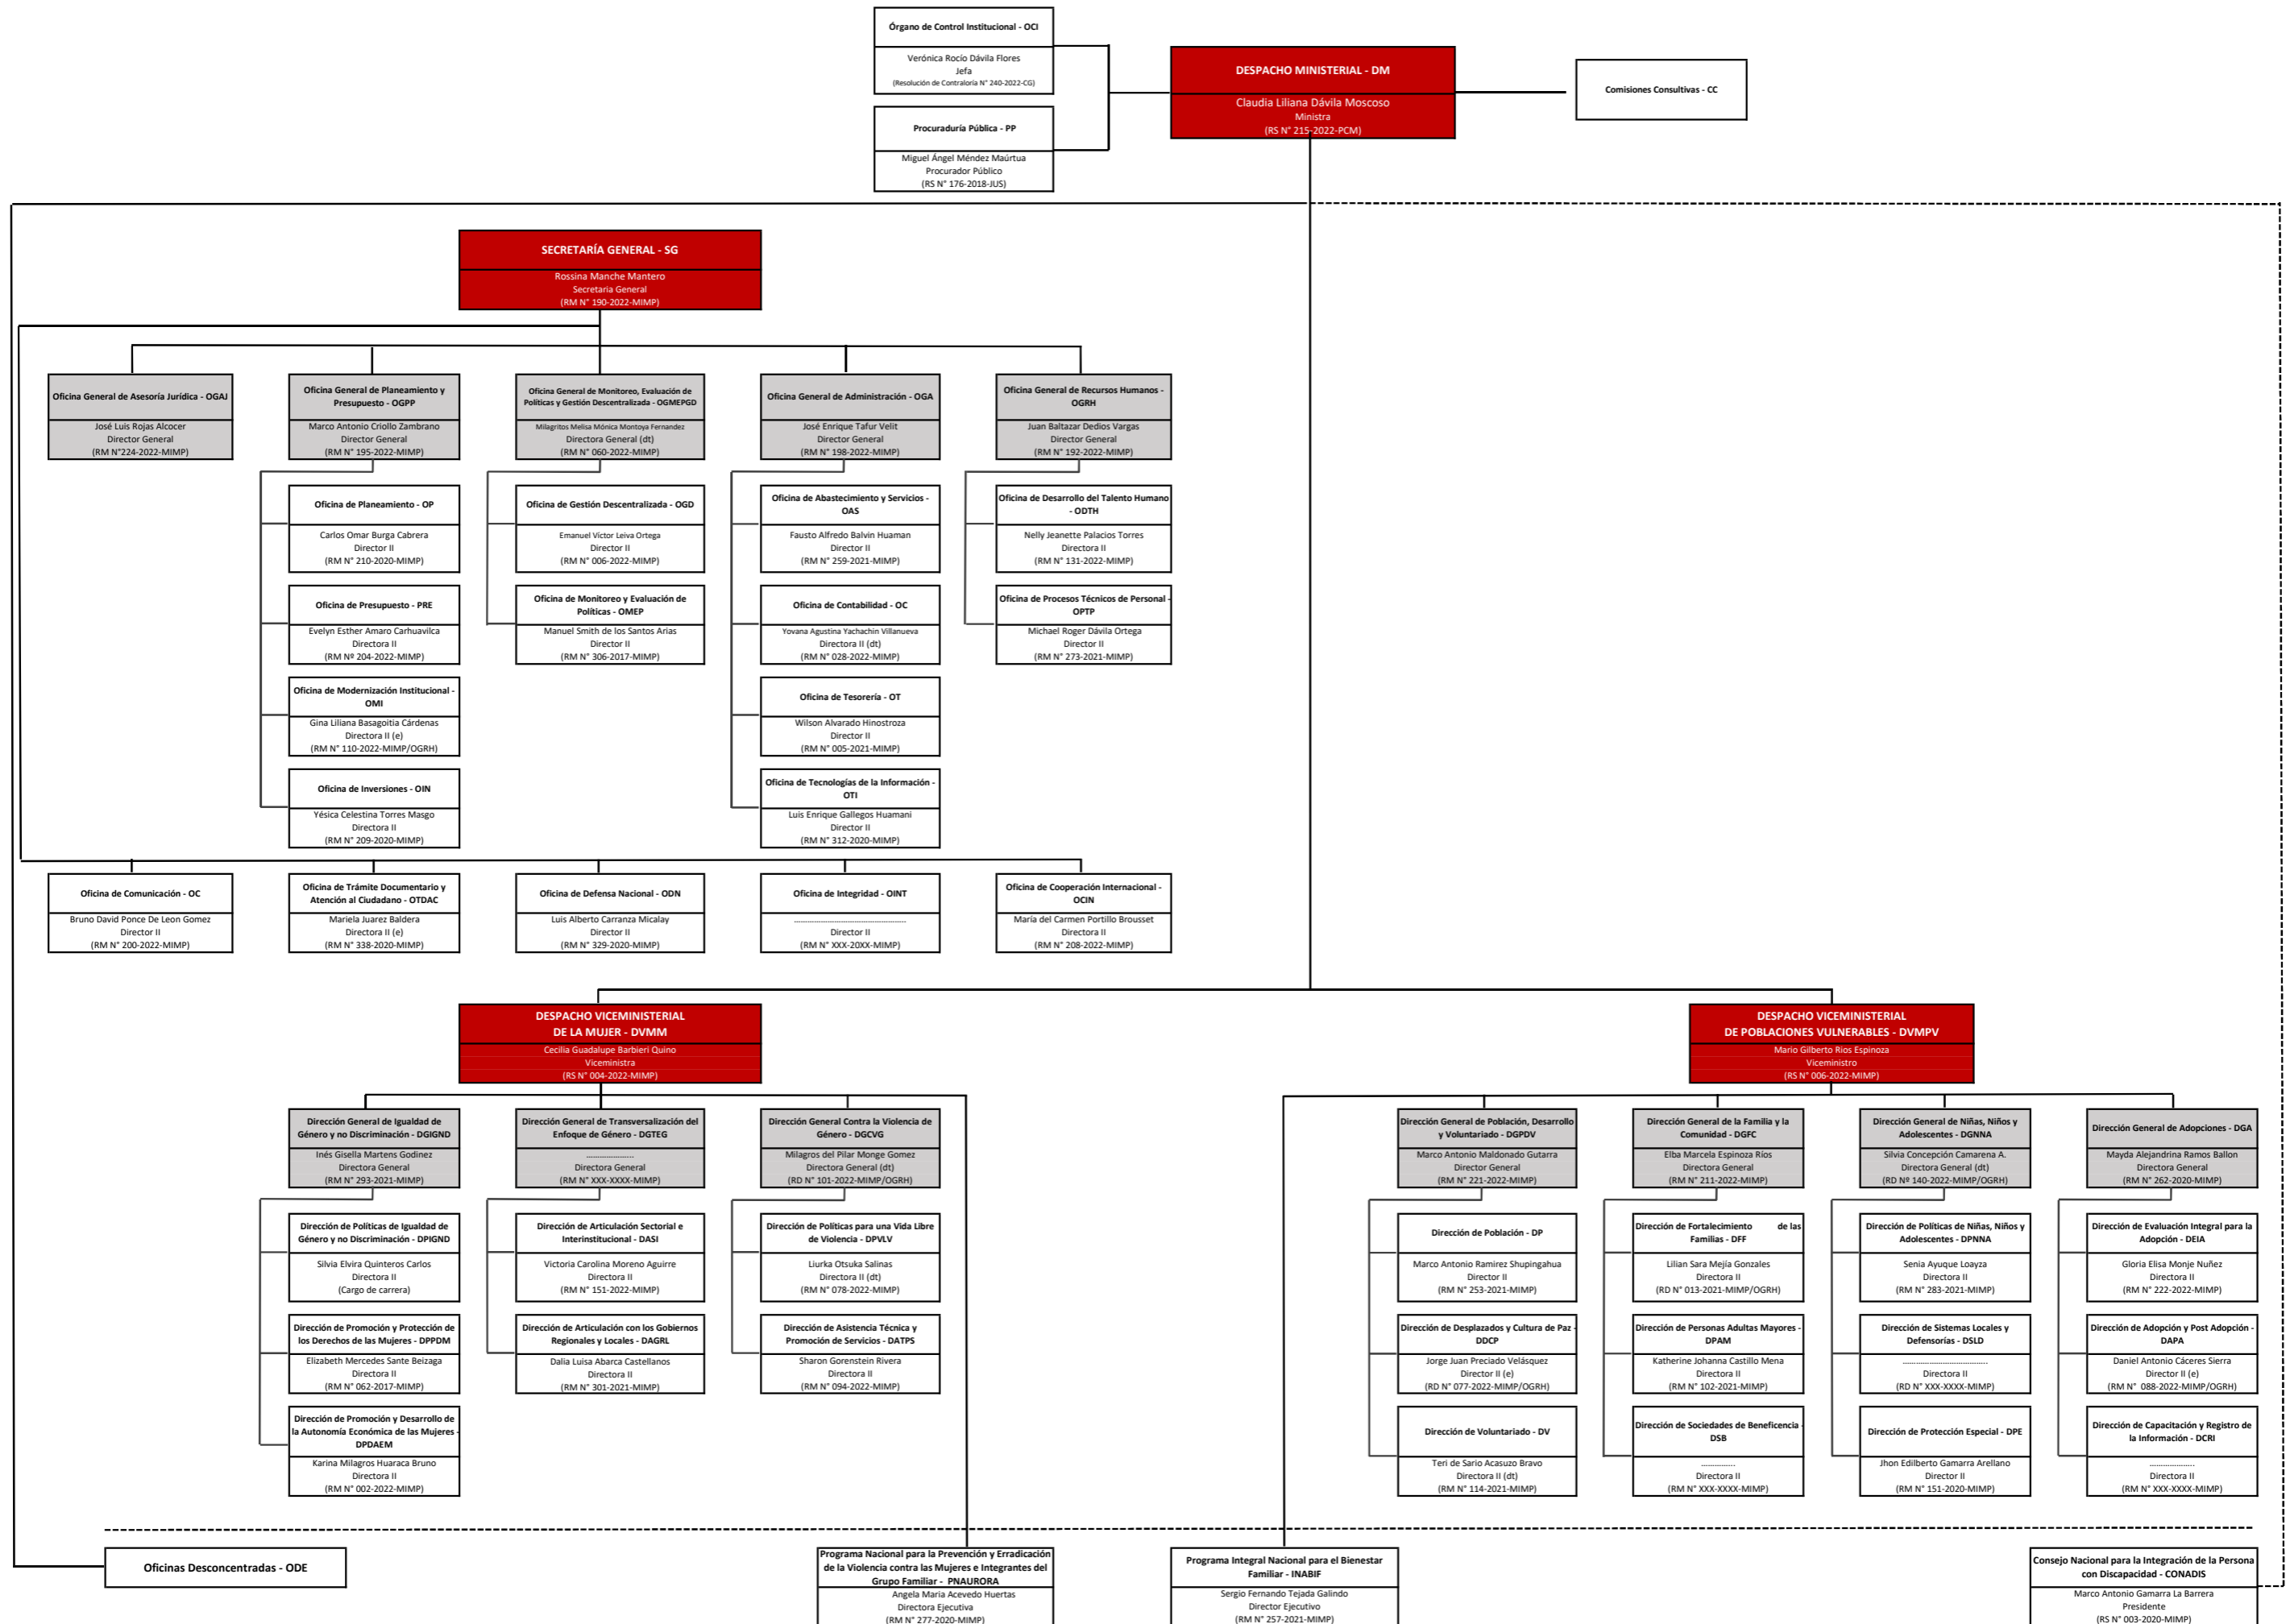 Órgano de Control Institucional - OCI
Verónica Rocío Dávila Flores
Jefa
(Resolución de Contraloría N° 240-2022-CG)
DESPACHO MINISTERIAL - DM
Claudia Liliana Dávila Moscoso
Ministra
(RS N° 215-2022-PCM)
Comisiones Consultivas - CC
Procuraduría Pública - PP
Miguel Ángel Méndez Maúrtua
Procurador Público
(RS N° 176-2018-JUS)
SECRETARÍA GENERAL - SG
Rossina Manche Mantero
Secretaria General
(RM N° 190-2022-MIMP)
Oficina General de Asesoría Jurídica - OGAJ
José Luis Rojas Alcocer
Director General
(RM N°224-2022-MIMP)
Oficina General de Planeamiento y
Presupuesto - OGPP
Marco Antonio Criollo Zambrano
Director General
(RM N° 195-2022-MIMP)
Oficina General de Monitoreo, Evaluación de
Políticas y Gestión Descentralizada - OGMEPGD
Milagritos Melisa Mónica Montoya Fernandez
Directora General (dt)
(RM N° 060-2022-MIMP)
Oficina General de Administración - OGA
José Enrique Tafur Velit
Director General
(RM N° 198-2022-MIMP)
Oficina General de Recursos Humanos -
OGRH
Juan Baltazar Dedios Vargas
Director General
(RM N° 192-2022-MIMP)
Oficina de Planeamiento - OP
Carlos Omar Burga Cabrera
Director II
(RM N° 210-2020-MIMP)
Oficina de Gestión Descentralizada - OGD
Emanuel Víctor Leiva Ortega
Director II
(RM N° 006-2022-MIMP)
Oficina de Abastecimiento y Servicios -
OAS
Fausto Alfredo Balvin Huaman
Director II
(RM N° 259-2021-MIMP)
Oficina de Desarrollo del Talento Humano
- ODTH
Nelly Jeanette Palacios Torres
Directora II
(RM N° 131-2022-MIMP)
Oficina de Presupuesto - PRE
Evelyn Esther Amaro Carhuavilca
Directora II
(RM Nº 204-2022-MIMP)
Oficina de Monitoreo y Evaluación de
Políticas - OMEP
Manuel Smith de los Santos Arias
Director II
(RM N° 306-2017-MIMP)
Oficina de Contabilidad - OC
Yovana Agustina Yachachin Villanueva
Directora II (dt)
(RM N° 028-2022-MIMP)
Oficina de Procesos Técnicos de Personal -
OPTP
Michael Roger Dávila Ortega
Director II
(RM N° 273-2021-MIMP)
Oficina de Modernización Institucional -
OMI
Gina Liliana Basagoitia Cárdenas
Directora II (e)
(RM N° 110-2022-MIMP/OGRH)
Oficina de Tesorería - OT
Wilson Alvarado Hinostroza
Director II
(RM N° 005-2021-MIMP)
Oficina de Inversiones - OIN
Yésica Celestina Torres Masgo
Directora II
(RM N° 209-2020-MIMP)
Oficina de Tecnologías de la Información -
OTI
Luis Enrique Gallegos Huamani
Director II
(RM N° 312-2020-MIMP)
Oficina de Comunicación - OC
Bruno David Ponce De Leon Gomez
Director II
(RM N° 200-2022-MIMP)
Oficina de Trámite Documentario y
Atención al Ciudadano - OTDAC
Mariela Juarez Baldera
Directora II (e)
(RM N° 338-2020-MIMP)
Oficina de Defensa Nacional - ODN
Luis Alberto Carranza Micalay
Director II
(RM N° 329-2020-MIMP)
Oficina de Integridad - OINT
……………………………………………
Director II
(RM N° XXX-20XX-MIMP)
Oficina de Cooperación Internacional -
OCIN
María del Carmen Portillo Brousset
Directora II
(RM N° 208-2022-MIMP)
DESPACHO VICEMINISTERIAL
DE LA MUJER - DVMM
Cecilia Guadalupe Barbieri Quino
Viceministra
(RS N° 004-2022-MIMP)
DESPACHO VICEMINISTERIAL
DE POBLACIONES VULNERABLES - DVMPV
Mario Gilberto Rios Espinoza
Viceministro
(RS N° 006-2022-MIMP)
Dirección General de Igualdad de
Género y no Discriminación - DGIGND
Inés Gisella Martens Godinez
Directora General
(RM N° 293-2021-MIMP)
Dirección General de Transversalización del
Enfoque de Género - DGTEG
………………….
Directora General
(RM N° XXX-XXXX-MIMP)
Dirección General Contra la Violencia de
Género - DGCVG
Milagros del Pilar Monge Gomez
Directora General (dt)
(RD N° 101-2022-MIMP/OGRH)
Dirección General de Población, Desarrollo
y Voluntariado - DGPDV
Marco Antonio Maldonado Gutarra
Director General
(RM N° 221-2022-MIMP)
Dirección General de la Familia y la
Comunidad - DGFC
Elba Marcela Espinoza Ríos
Directora General
(RM N° 211-2022-MIMP)
Dirección General de Niñas, Niños y
Adolescentes - DGNNA
Silvia Concepción Camarena A.
Directora General (dt)
(RD Nº 140-2022-MIMP/OGRH)
Dirección General de Adopciones - DGA
Mayda Alejandrina Ramos Ballon
Directora General
(RM N° 262-2020-MIMP)
Dirección de Políticas de Igualdad de
Género y no Discriminación - DPIGND
Silvia Elvira Quinteros Carlos
Directora II
(Cargo de carrera)
Dirección de Articulación Sectorial e
Interinstitucional - DASI
Victoria Carolina Moreno Aguirre
Directora II
(RM N° 151-2022-MIMP)
Dirección de Políticas para una Vida Libre
de Violencia - DPVLV
Liurka Otsuka Salinas
Directora II (dt)
(RM N° 078-2022-MIMP)
Dirección de Población - DP
Marco Antonio Ramirez Shupingahua
Director II
(RM N° 253-2021-MIMP)
Dirección de Fortalecimiento de las
Familias - DFF
Lilian Sara Mejía Gonzales
Directora II
(RD N° 013-2021-MIMP/OGRH)
Dirección de Políticas de Niñas, Niños y
Adolescentes - DPNNA
Senia Ayuque Loayza
Directora II
(RM N° 283-2021-MIMP)
Dirección de Evaluación Integral para la
Adopción - DEIA
Gloria Elisa Monje Nuñez
Directora II
(RM N° 222-2022-MIMP)
Dirección de Promoción y Protección de
los Derechos de las Mujeres - DPPDM
Elizabeth Mercedes Sante Beizaga
Directora II
(RM N° 062-2017-MIMP)
Dirección de Articulación con los Gobiernos
Regionales y Locales - DAGRL
Dalia Luisa Abarca Castellanos
Directora II
(RM N° 301-2021-MIMP)
Dirección de Asistencia Técnica y
Promoción de Servicios - DATPS
Sharon Gorenstein Rivera
Directora II
(RM N° 094-2022-MIMP)
Dirección de Desplazados y Cultura de Paz -
DDCP
Jorge Juan Preciado Velásquez
Director II (e)
(RD N° 077-2022-MIMP/OGRH)
Dirección de Personas Adultas Mayores -
DPAM
Katherine Johanna Castillo Mena
Directora II
(RM N° 102-2021-MIMP)
Dirección de Sistemas Locales y
Defensorías - DSLD
…………………………………
Directora II
(RD N° XXX-XXXX-MIMP)
Dirección de Adopción y Post Adopción -
DAPA
Daniel Antonio Cáceres Sierra
Director II (e)
(RM N° 088-2022-MIMP/OGRH)
Dirección de Promoción y Desarrollo de
la Autonomía Económica de las Mujeres -
DPDAEM
Karina Milagros Huaraca Bruno
Directora II
(RM N° 002-2022-MIMP)
Dirección de Voluntariado - DV
Teri de Sario Acasuzo Bravo
Directora II (dt)
(RM N° 114-2021-MIMP)
Dirección de Sociedades de Beneficencia -
DSB
……………
Directora II
(RM N° XXX-XXXX-MIMP)
Dirección de Protección Especial - DPE
Jhon Edilberto Gamarra Arellano
Director II
(RM N° 151-2020-MIMP)
Dirección de Capacitación y Registro de
la Información - DCRI
…………………
Directora II
(RM N° XXX-XXXX-MIMP)
Oficinas Desconcentradas - ODE
Programa Nacional para la Prevención y Erradicación
de la Violencia contra las Mujeres e Integrantes del
Grupo Familiar - PNAURORA
Angela Maria Acevedo Huertas
Directora Ejecutiva
(RM N° 277-2020-MIMP)
Programa Integral Nacional para el Bienestar
Familiar - INABIF
Sergio Fernando Tejada Galindo
Director Ejecutivo
(RM N° 257-2021-MIMP)
Consejo Nacional para la Integración de la Persona
con Discapacidad - CONADIS
Marco Antonio Gamarra La Barrera
Presidente
(RS N° 003-2020-MIMP)